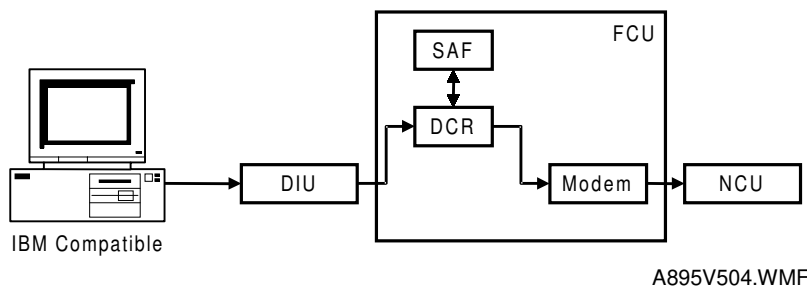 FCU
SAF
DCR
DIU
Modem
NCU
IBM Compatible
A895V504.WMF